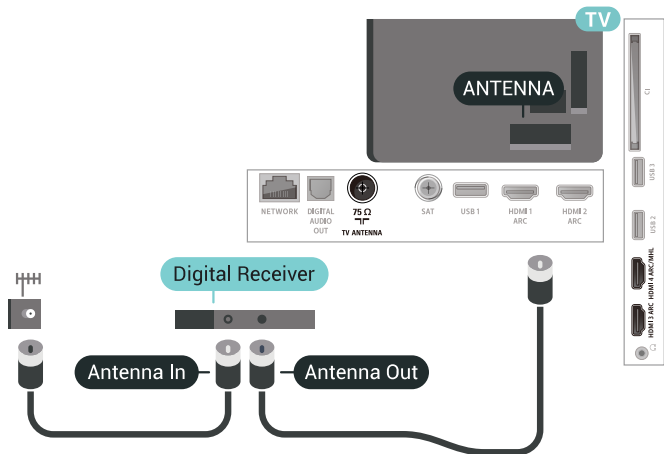 TV
ANTENNA
CI
USB 3
USB 2
HDMI 4 ARC/MHL
HDMI 3 ARC
NETWORK
DIGITAL
AUDIO
OUT
75 Ω
TV ANTENNA
SAT
USB 1
HDMI 1
ARC
HDMI 2
ARC
Digital Receiver
Antenna In
Antenna Out